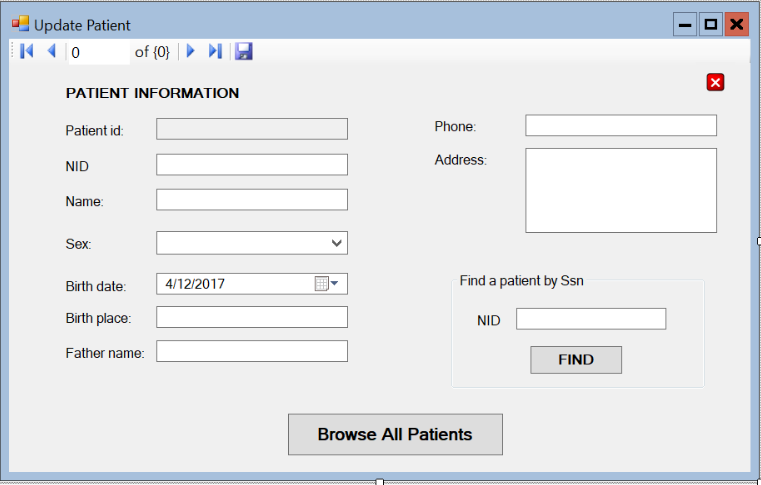 Update Patient
0 of {0}
PATIENT INFORMATION
Patient id:
NID
Name:
Sex:
Birth date: 4/12/2017
Birth place:
Father name:
Phone:
Address:
Find a patient by Ssn
NID
FIND
Browse All Patients